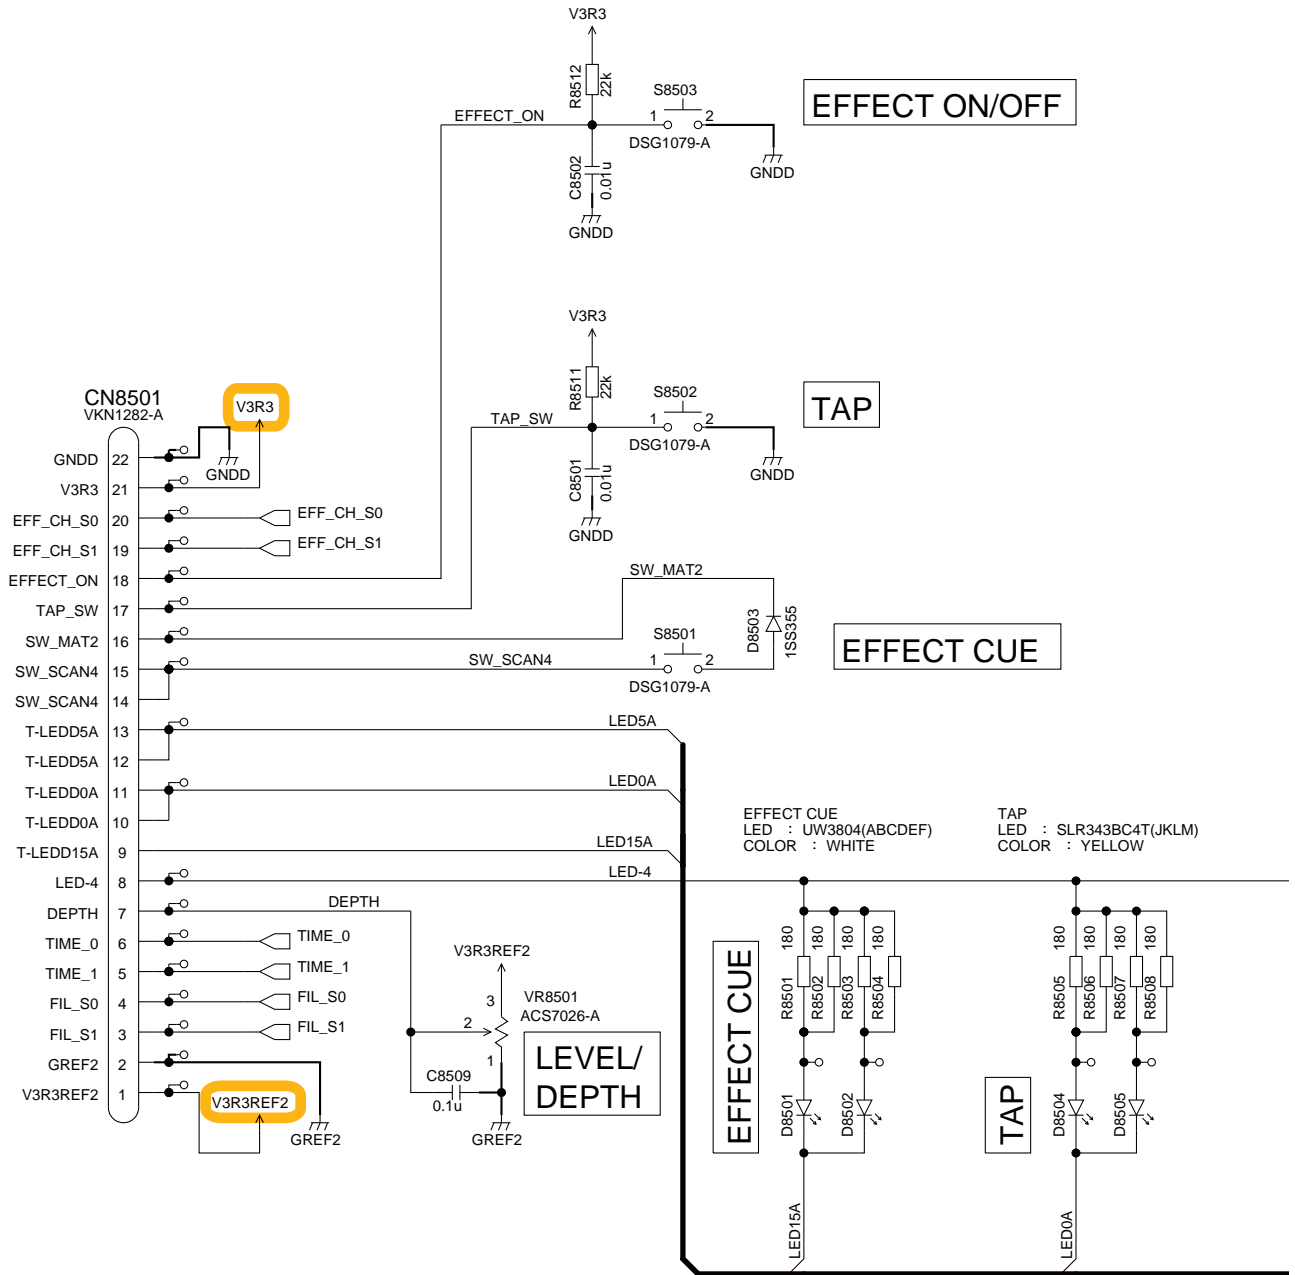 V3R3
R8512
22k
S8503
EFFECT ON/OFF
EFFECT_ON
1
2
DSG1079-A
C8502
0.01u
GNDD
GNDD
V3R3
R8511
22k
S8502
TAP
TAP_SW
1
2
DSG1079-A
C8501
0.01u
GNDD
GNDD
CN8501
VKN1282-A
V3R3
GNDD
GNDD 22
V3R3 21
EFF_CH_S0 20
EFF_CH_S0
EFF_CH_S1 19
EFF_CH_S1
EFFECT_ON 18
TAP_SW 17
SW_MAT2 16
SW_SCAN4 15
SW_SCAN4 14
T-LEDD5A 13
T-LEDD5A 12
T-LEDD0A 11
T-LEDD0A 10
T-LEDD15A 9
LED-4 8
DEPTH 7
TIME_0 6
TIME_0
TIME_1 5
TIME_1
FIL_S0 4
FIL_S0
FIL_S1 3
FIL_S1
GREF2 2
V3R3REF2 1
V3R3REF2
GREF2
SW_MAT2
D8503
1SS355
S8501
SW_SCAN4
1
2
DSG1079-A
EFFECT CUE
LED5A
LED0A
LED15A
LED-4
DEPTH
V3R3REF2
3
2
1
VR8501
ACS7026-A
LEVEL/
DEPTH
C8509
0.1u
GREF2
EFFECT CUE
LED : UW3804(ABCDEF)
COLOR : WHITE
TAP
LED : SLR343BC4T(JKLM)
COLOR : YELLOW
EFFECT CUE
180
180
180
180
R8501
R8502
R8503
R8504
D8501
D8502
LED15A
TAP
180
180
180
180
R8505
R8506
R8507
R8508
D8504
D8505
LED0A